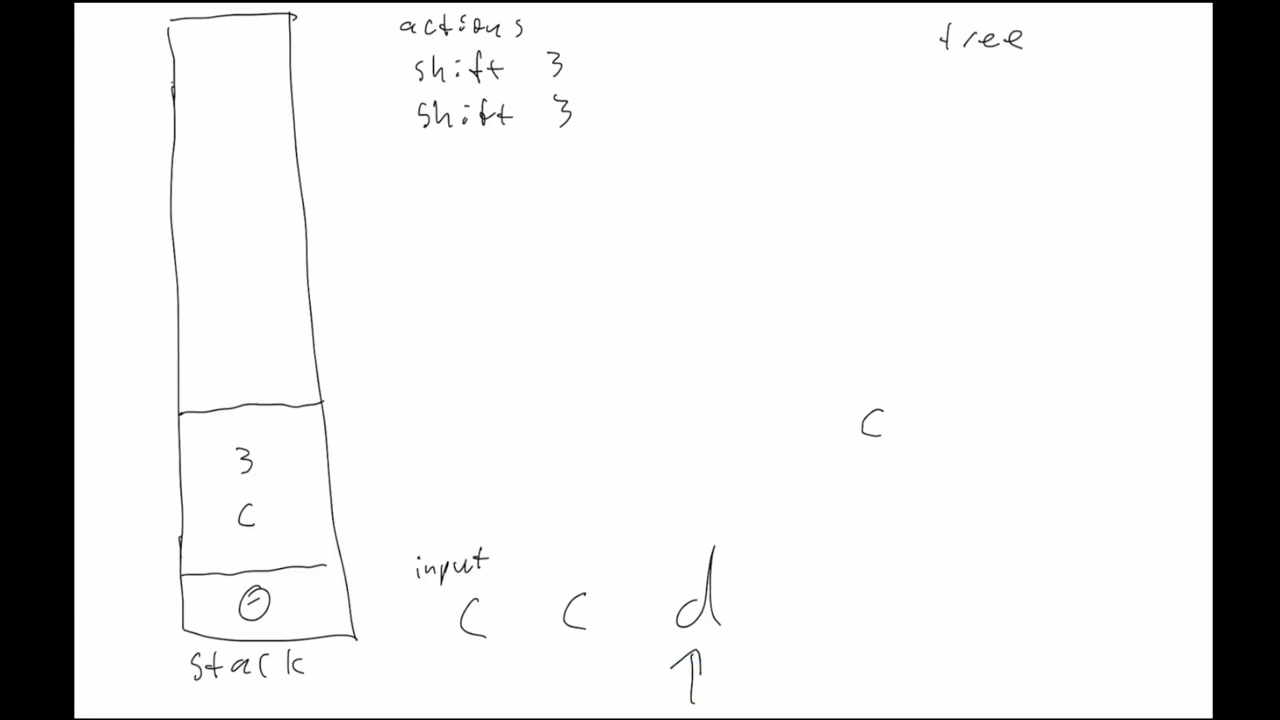 actions
shift 3
shift 3
tree
3
c
0
stack
c
input
c c d